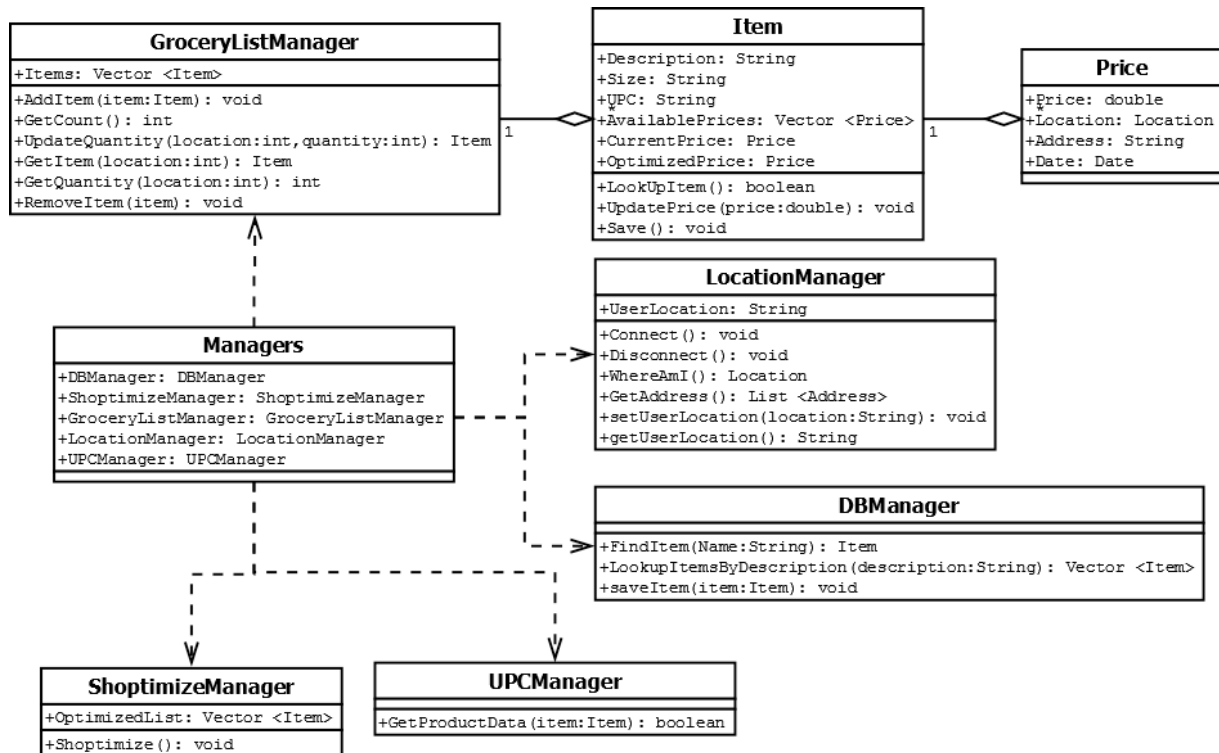 GroceryListManager
+Items: Vector <Item>
+AddItem(item:Item): void
+GetCount(): int
+UpdateQuantity(location:int,quantity:int): Item
+GetItem(location:int): Item
+GetQuantity(location:int): int
+RemoveItem(item): void
1
Item
+Description: String
+Size: String
+UPC: String
*
+AvailablePrices: Vector <Price>
+CurrentPrice: Price
+OptimizedPrice: Price
+LookUpItem(): boolean
+UpdatePrice(price:double): void
+Save(): void
1
Price
+Price: double
*
+Location: Location
+Address: String
+Date: Date
Managers
+DBManager: DBManager
+ShoptimizeManager: ShoptimizeManager
+GroceryListManager: GroceryListManager
+LocationManager: LocationManager
+UPCManager: UPCManager
LocationManager
+UserLocation: String
+Connect(): void
+Disconnect(): void
+WhereAmI(): Location
+GetAddress(): List <Address>
+setUserLocation(location:String): void
+getUserLocation(): String
DBManager
+FindItem(Name:String): Item
+LookupItemsByDescription(description:String): Vector <Item>
+saveItem(item:Item): void
ShoptimizeManager
+OptimizedList: Vector <Item>
+Shoptimize(): void
UPCManager
+GetProductData(item:Item): boolean